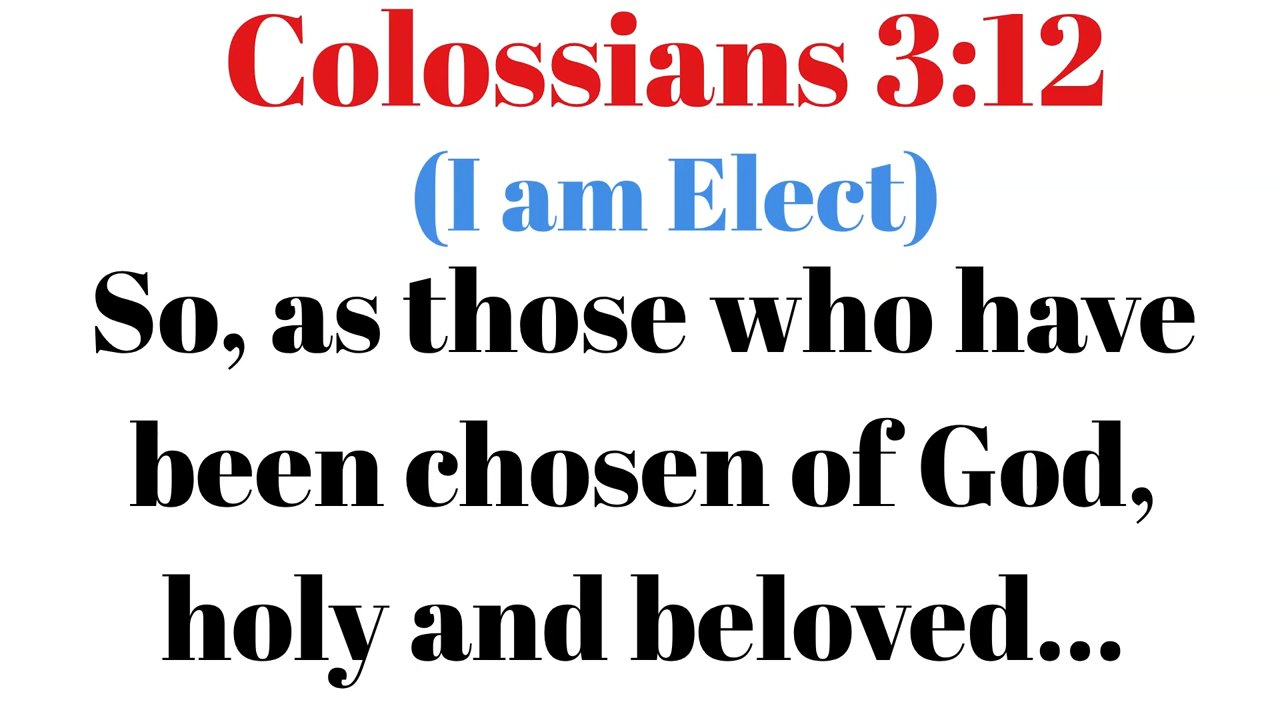 Colossians 3:12
(I am Elect)
So, as those who have
been chosen of God,
holy and beloved...